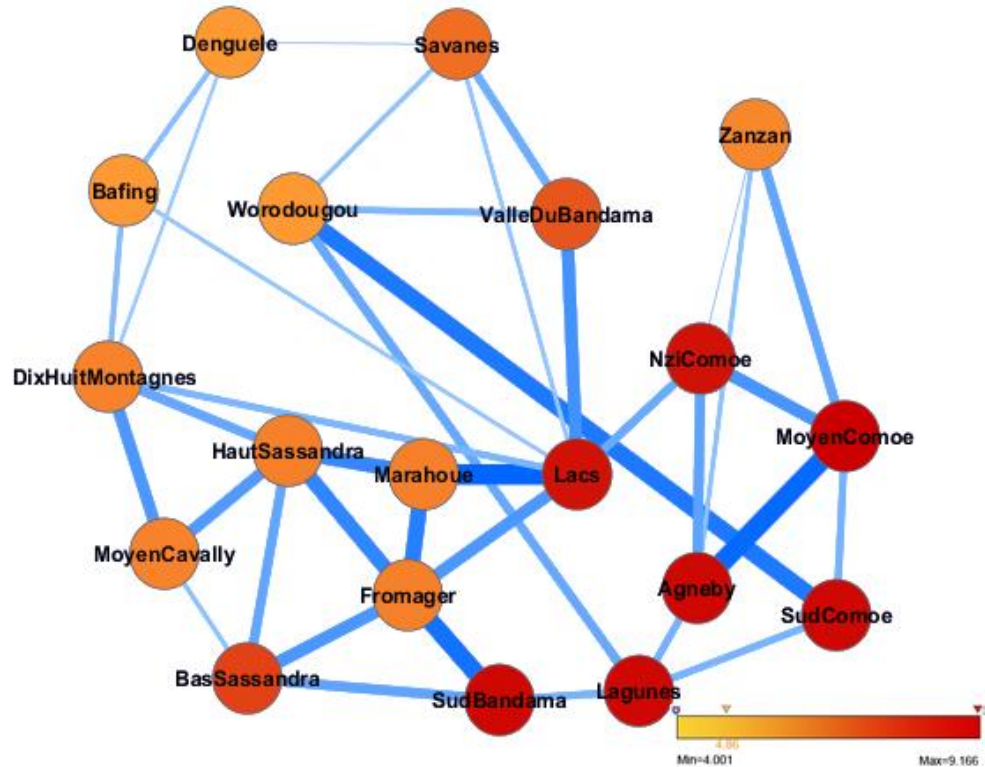 Denguele
Savanes
Zanzan
Bafing
Worodougou
ValleDuBandama
NziComoe
DixHuitMontagnes
MoyenComoe
HautSassandra
Marahoue
Lacs
MoyenCavally
Fromager
Agneby
SudComoe
BasSassandra
SudBandama
Lagunes
4.86
Min=4.001
Max=9.166